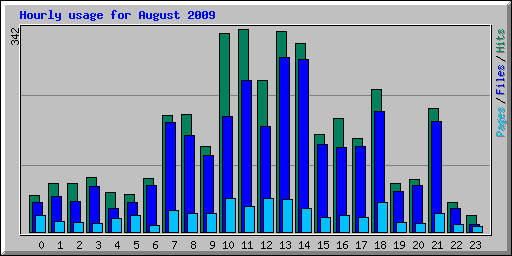 Hourly usage for August 2009
342
Pages / Files / Hits
0 1 2 3 4 5 6 7 8 9 10 11 12 13 14 15 16 17 18 19 20 21 22 23